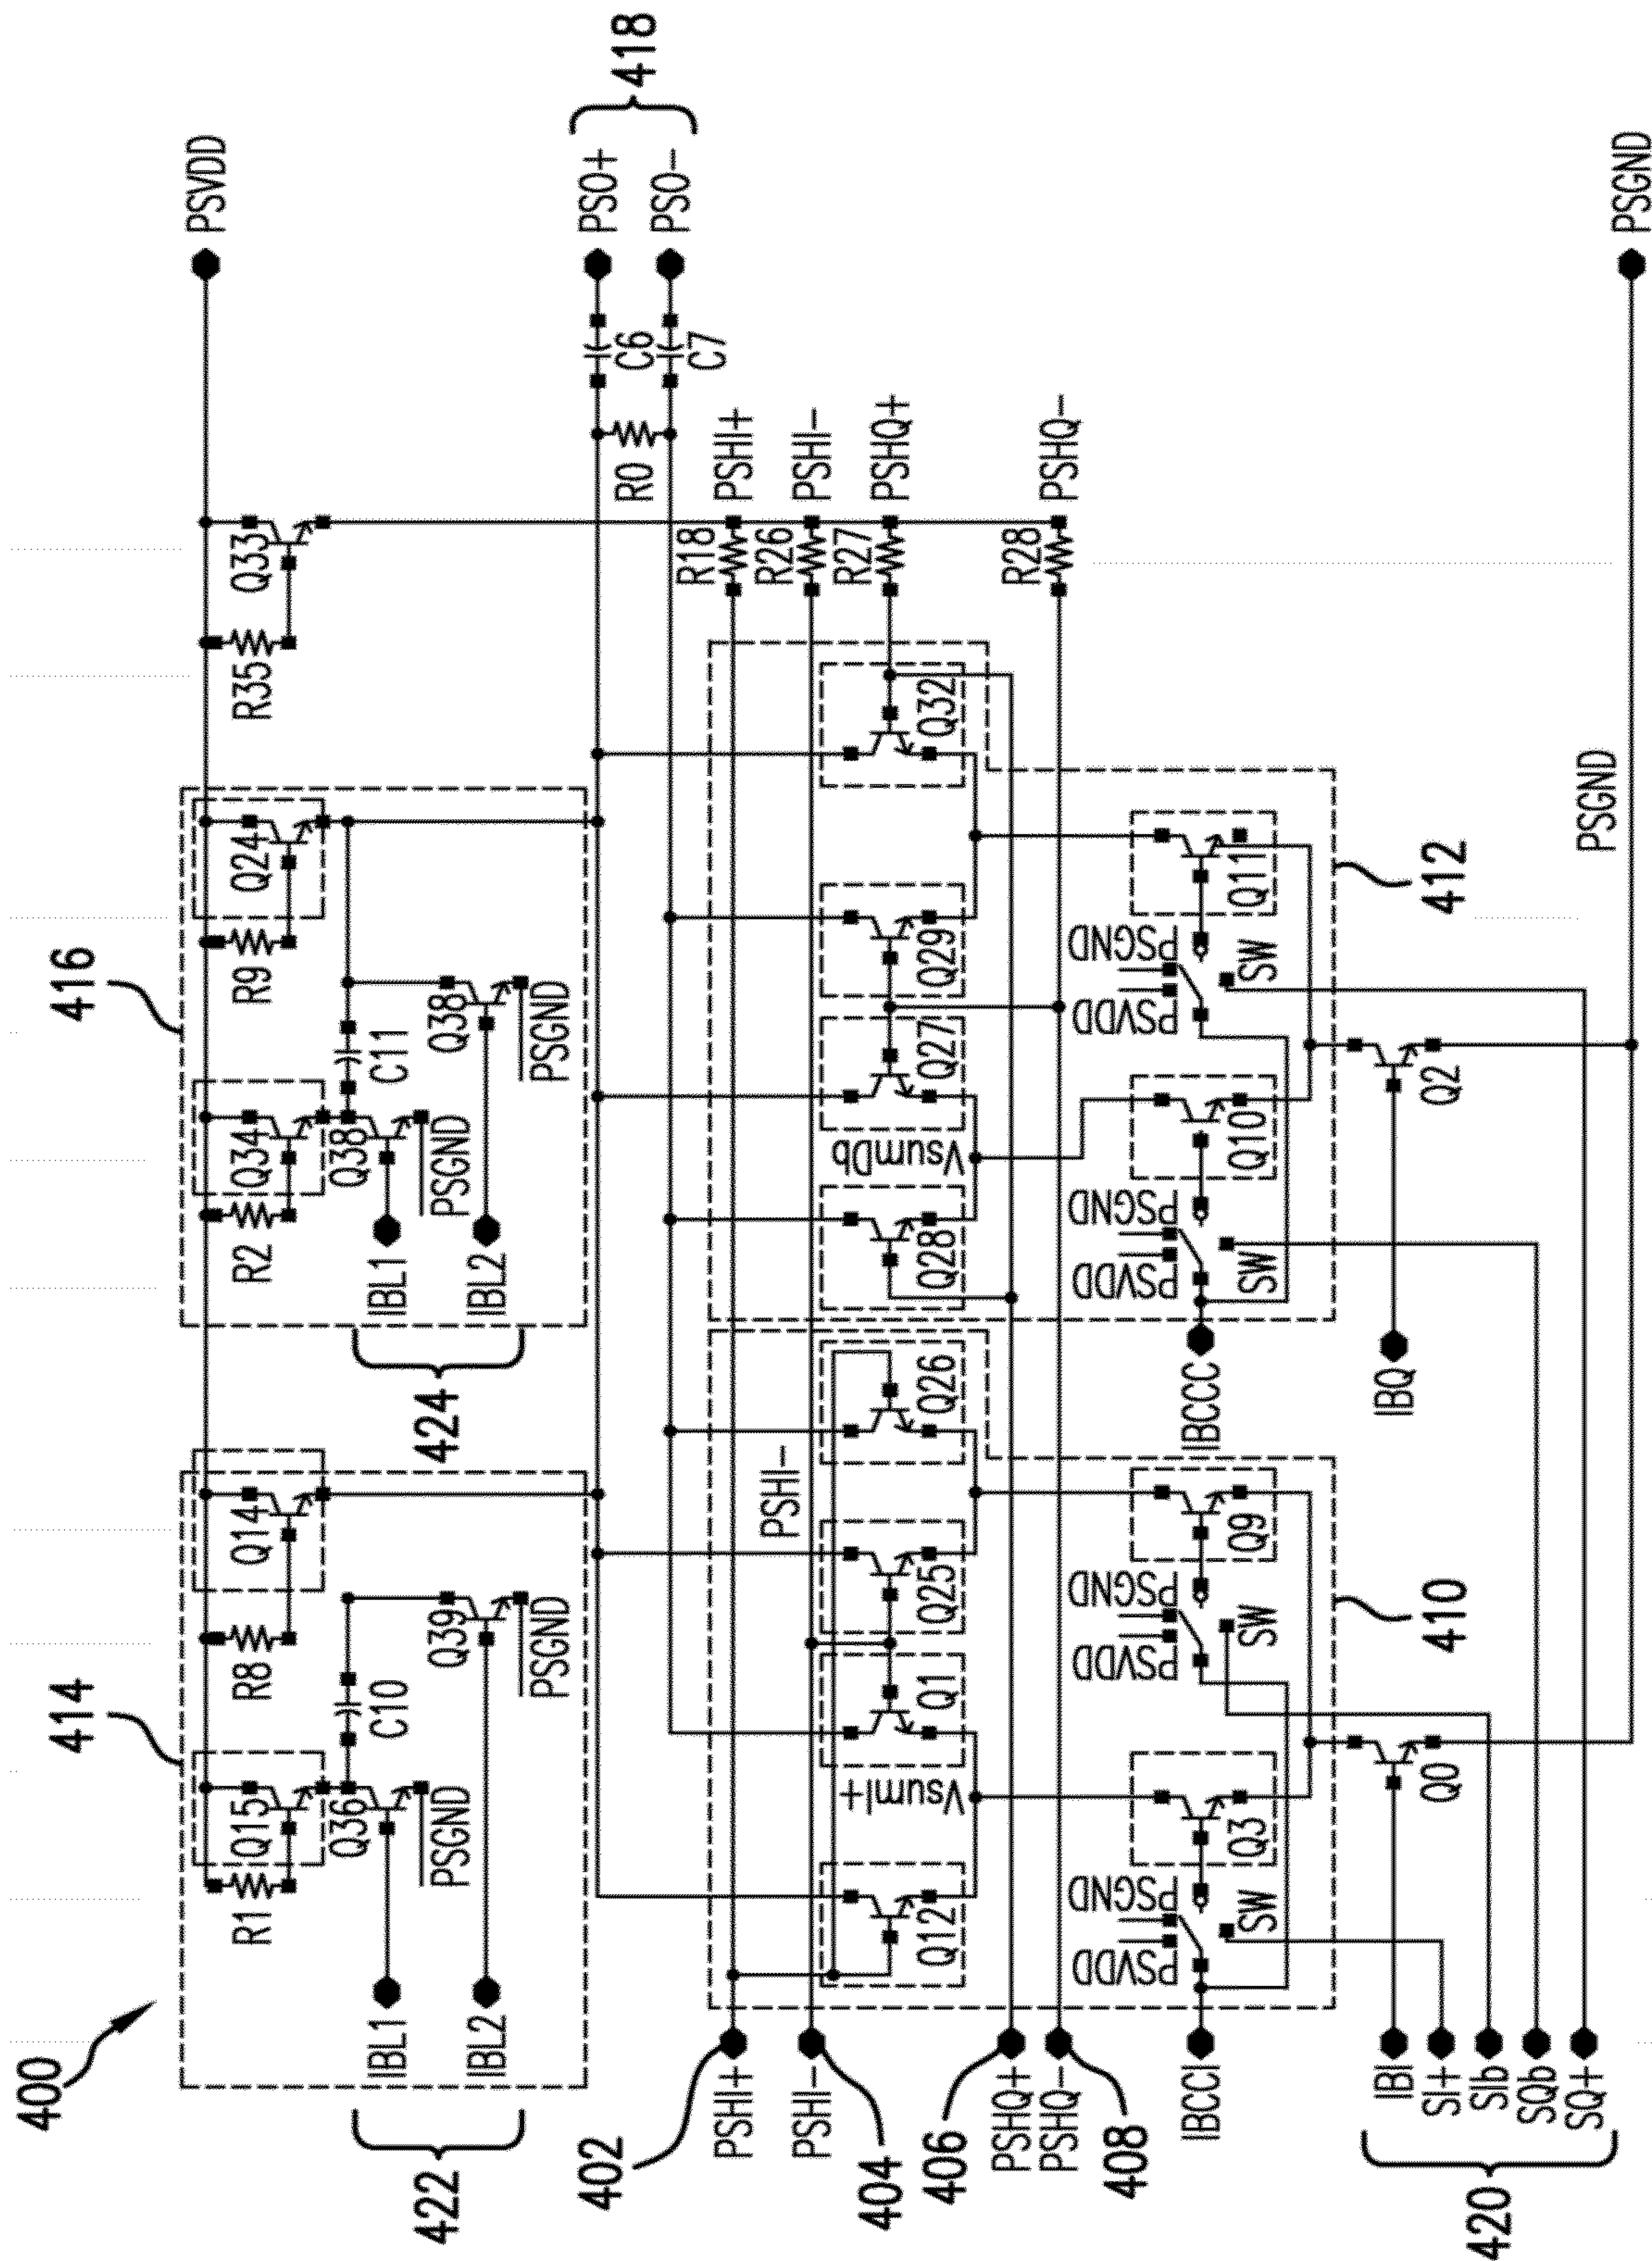 400
414
416
PSVDD
R1
Q15
R8
Q14
R2
Q34
R9
Q24
R35
Q33
Q36
C10
Q38
C11
IBL1
PSGND
Q39
IBL1
PSGND
Q38
IBL2
PSGND
IBL2
PSGND
422
424
PSO+
PSO-
418
C6
C7
R0
402
404
406
408
PSHI+
PSHI-
PSHQ+
PSHQ-
R18
R26
R27
R28
PSHI+
PSHI-
PSHQ+
PSHQ-
PSHI-
Q12
VsumI+
Q1
Q25
Q26
Q28
VsumDb
Q27
Q29
Q32
PSVDD
PSGND
PSVDD
PSGND
PSVDD
PSGND
PSVDD
PSGND
IBCCI
SW
Q3
SW
Q9
IBCCC
SW
Q10
SW
Q11
410
412
IBI
SI+
SIb
SQb
SQ+
420
Q0
IBQ
Q2
PSGND
PSGND